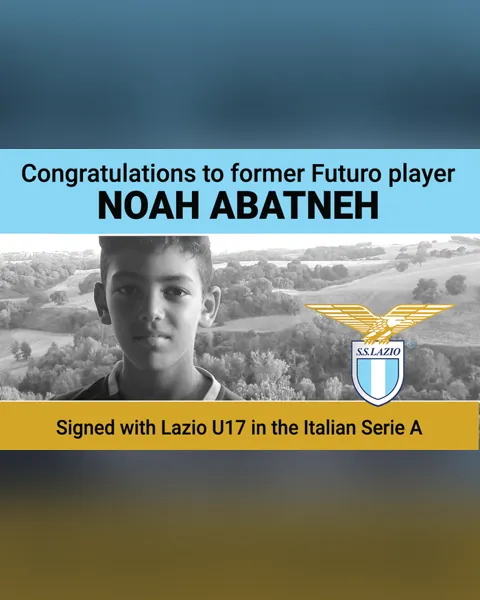 Congratulations to former Futuro player
NOAH ABATNEH
S.S.LAZIO
Signed with Lazio U17 in the Italian Serie A